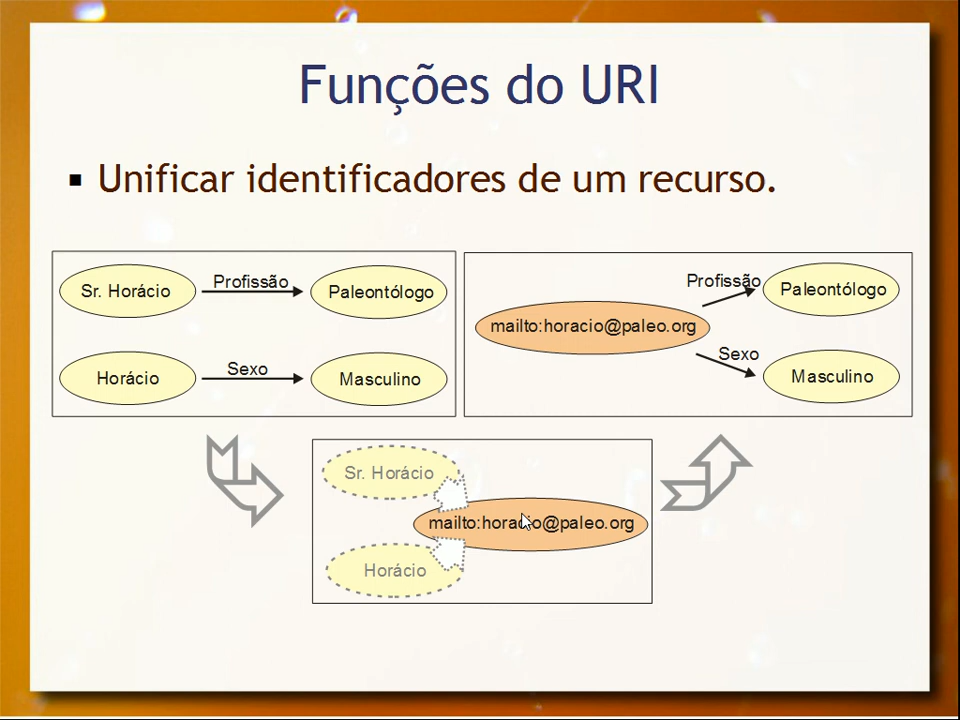 Funções do URI
▪ Unificar identificadores de um recurso.
Sr. Horácio
Profissão
Paleontólogo
Horácio
Sexo
Masculino
mailto:horacio@paleo.org
Profissão
Paleontólogo
Sexo
Masculino
Sr. Horácio
mailto:horacio@paleo.org
Horácio